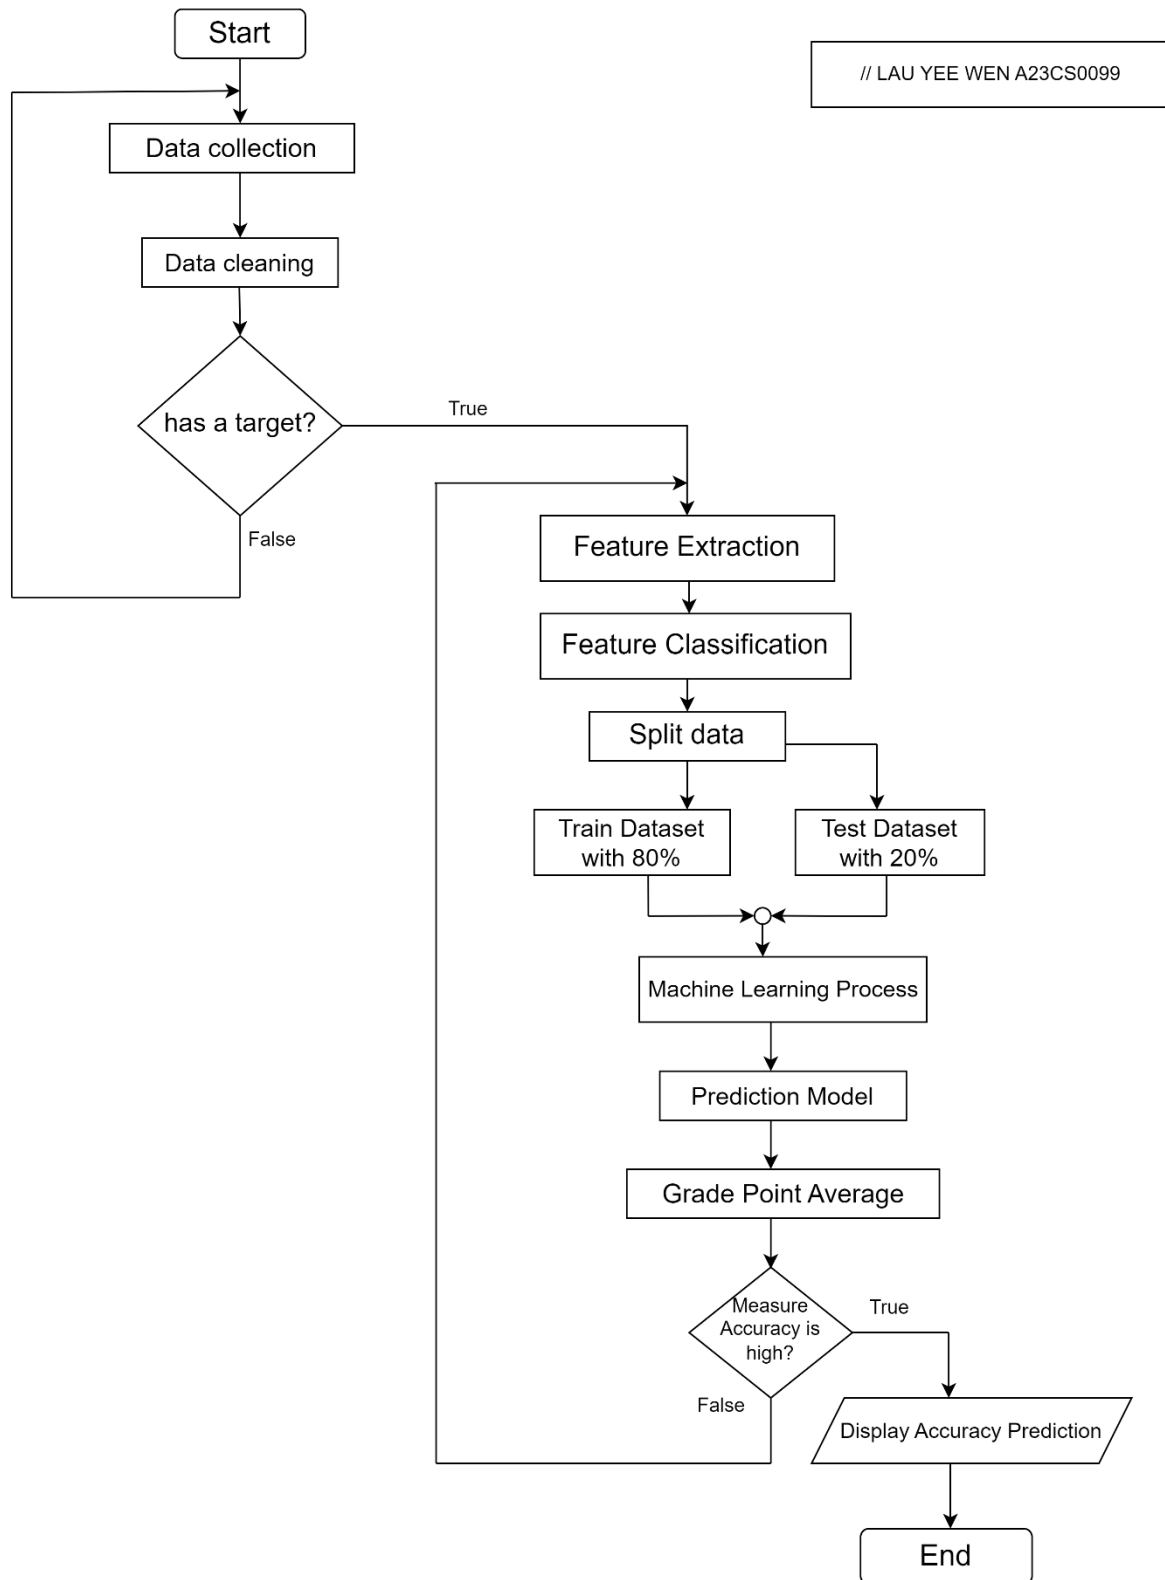 Start
// LAU YEE WEN A23CS0099
Data collection
Data cleaning
has a target?
True
False
Feature Extraction
Feature Classification
Split data
Train Dataset
with 80%
Test Dataset
with 20%
Machine Learning Process
Prediction Model
Grade Point Average
Measure
Accuracy is
high?
True
False
Display Accuracy Prediction
End